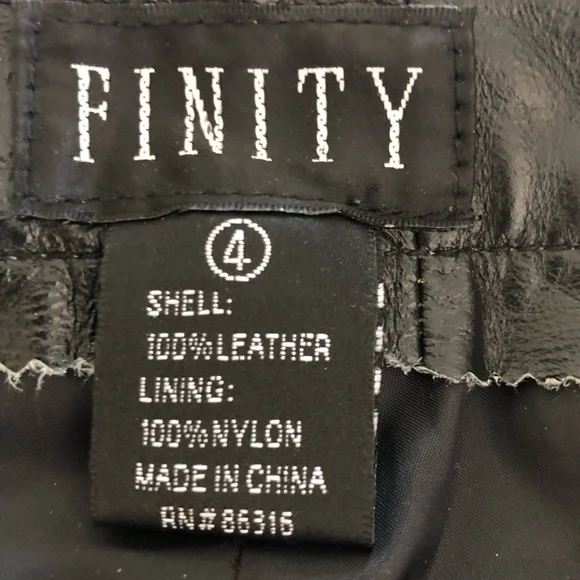 FINITY
4
SHELL:
100% LEATHER
LINING:
100% NYLON
MADE IN CHINA
RN# 86316